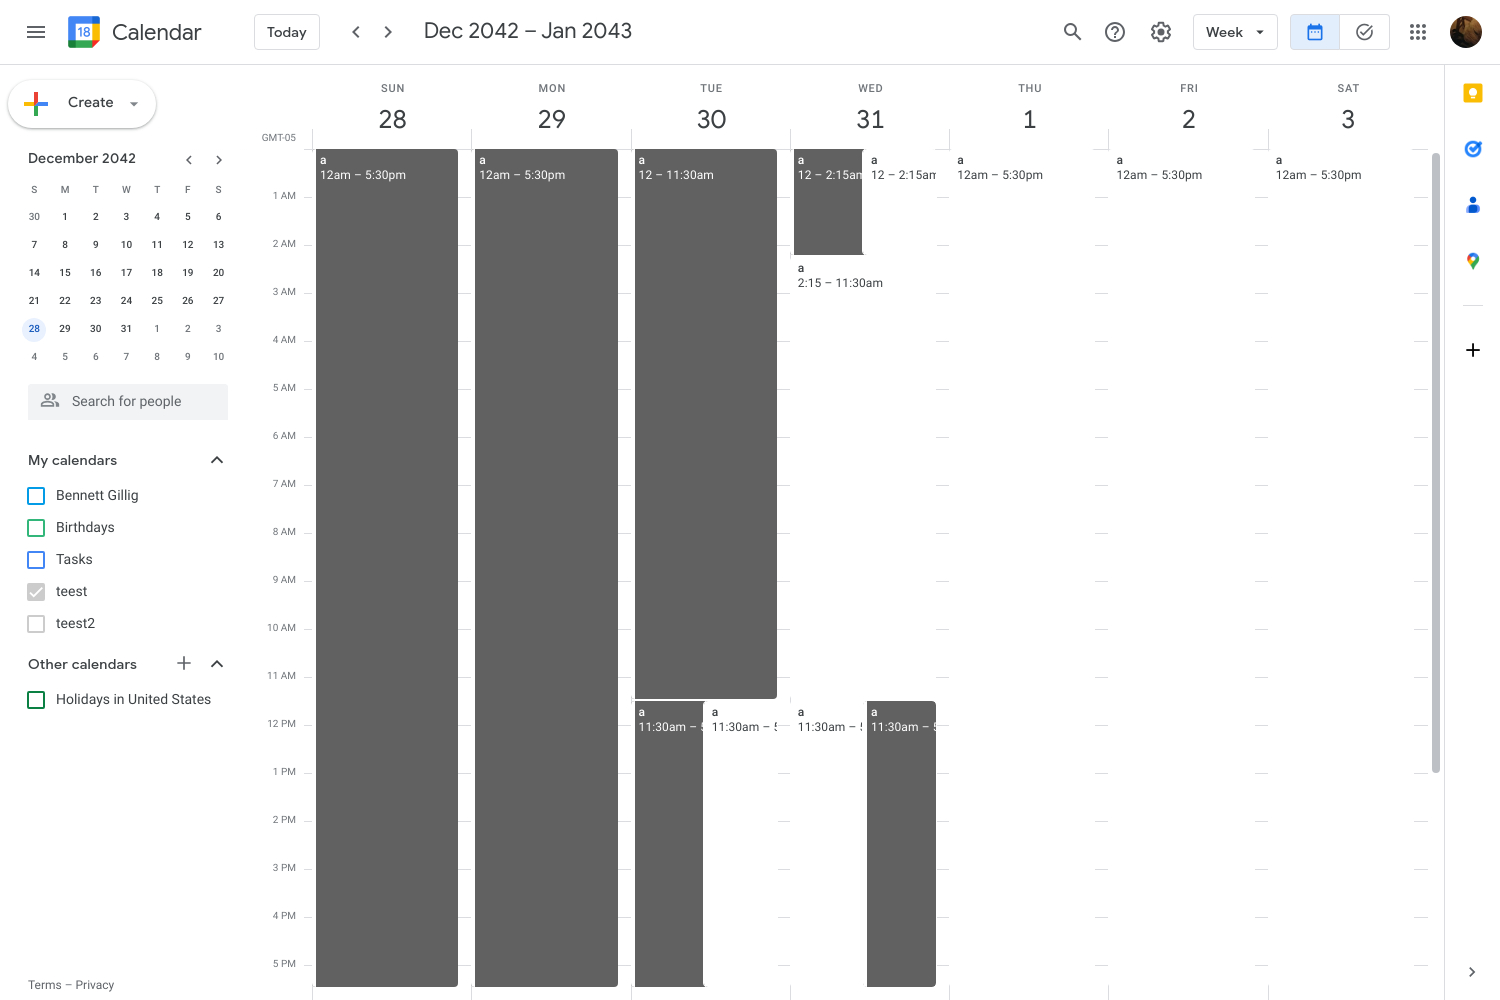 18 Calendar Today Dec 2042 – Jan 2043 Week
Create
December 2042
S M T W T F S
30 1 2 3 4 5 6
7 8 9 10 11 12 13
14 15 16 17 18 19 20
21 22 23 24 25 26 27
28 29 30 31 1 2 3
4 5 6 7 8 9 10
Search for people
My calendars
Bennett Gillig
Birthdays
Tasks
teest
teest2
Other calendars
Holidays in United States
Terms – Privacy
SUN MON TUE WED THU FRI SAT
28 29 30 31 1 2 3
GMT-05
a a a a a a a a
12am – 5:30pm 12am – 5:30pm 12 – 11:30am 12 – 2:15am 12 – 2:15am 12am – 5:30pm 12am – 5:30pm 12am – 5:30pm
1 AM
2 AM
a
2:15 – 11:30am
3 AM
4 AM
5 AM
6 AM
7 AM
8 AM
9 AM
10 AM
11 AM
a a a a
12 PM 11:30am – 5 11:30am – 5 11:30am – 5 11:30am – 5
1 PM
2 PM
3 PM
4 PM
5 PM